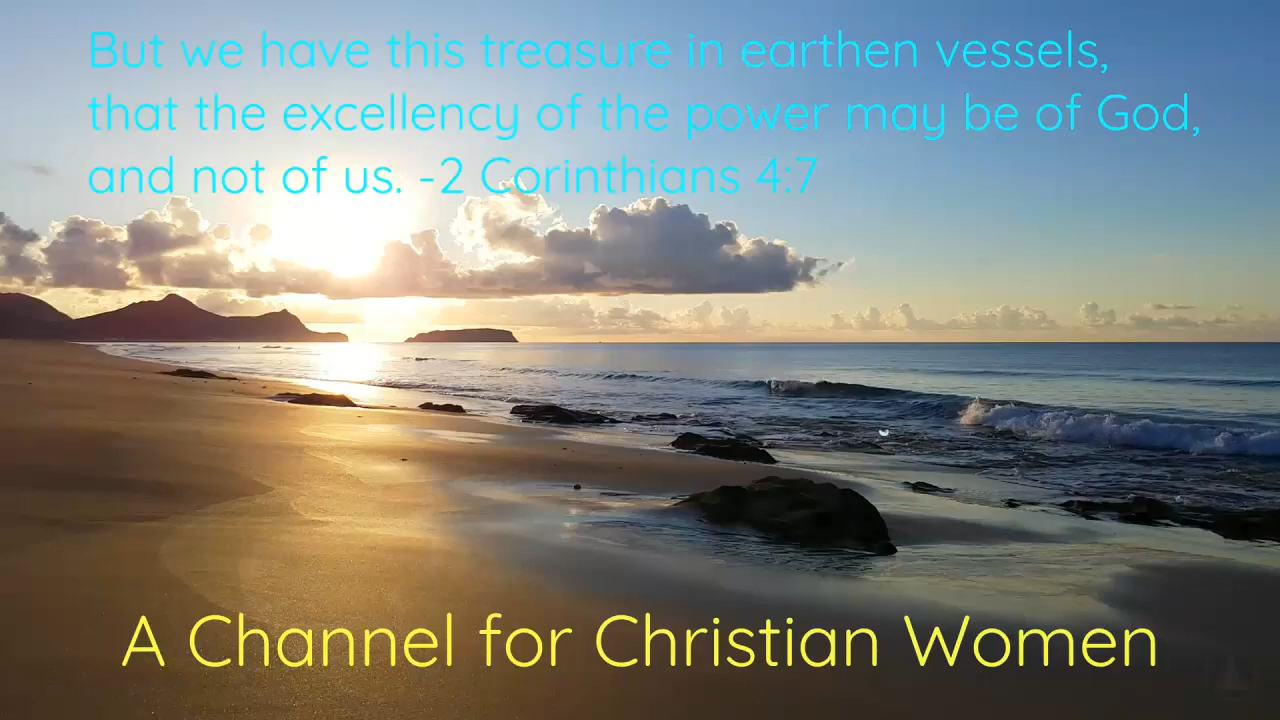 But we have this treasure in earthen vessels,
that the excellency of the power may be of God,
and not of us. -2 Corinthians 4:7
A Channel for Christian Women